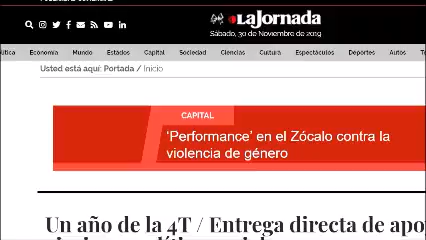 La Jornada
Sábado, 30 de Noviembre de 2019
Economía Mundo Estados Capital Sociedad Ciencias Cultura Espectáculos Deportes Autos
Usted está aquí: Portada / Inicio
CAPITAL
‘Performance’ en el Zócalo contra la
violencia de género
Un año de la 4T / Entrega directa de